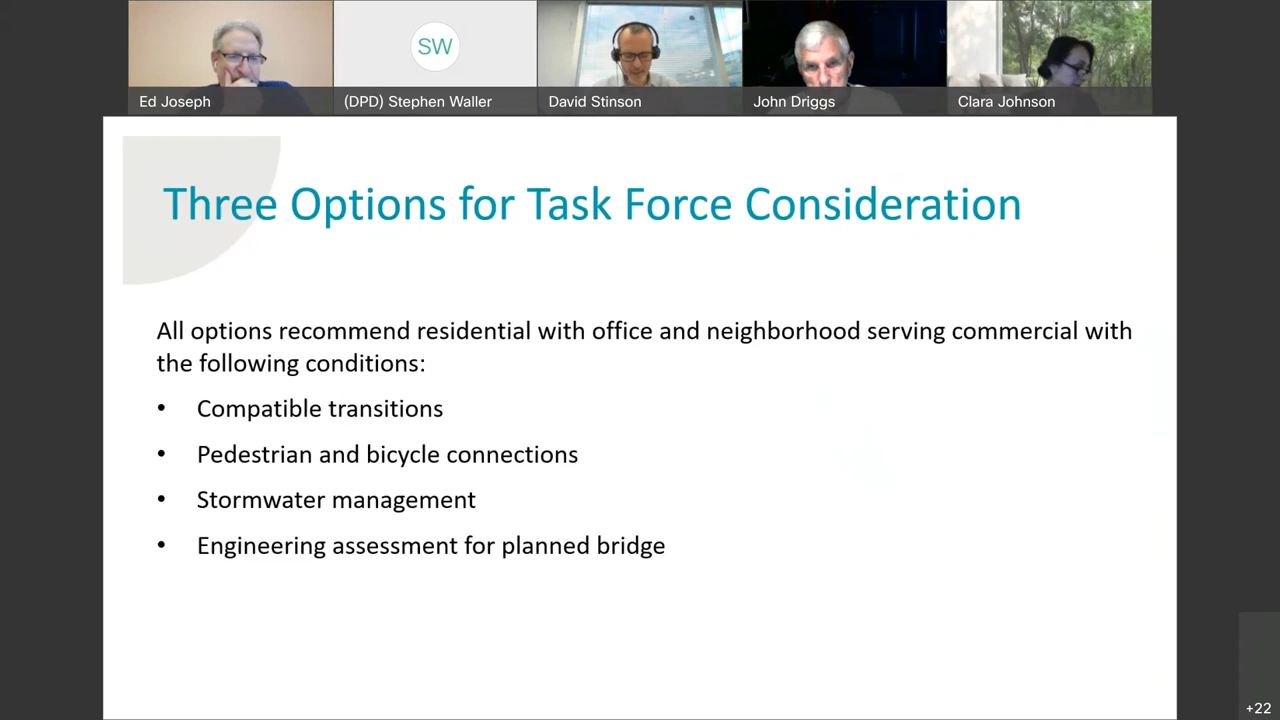 SW
Ed Joseph
(DPD) Stephen Waller
David Stinson
John Driggs
Clara Johnson
Three Options for Task Force Consideration
All options recommend residential with office and neighborhood serving commercial with
the following conditions:
• Compatible transitions
• Pedestrian and bicycle connections
• Stormwater management
• Engineering assessment for planned bridge
+22